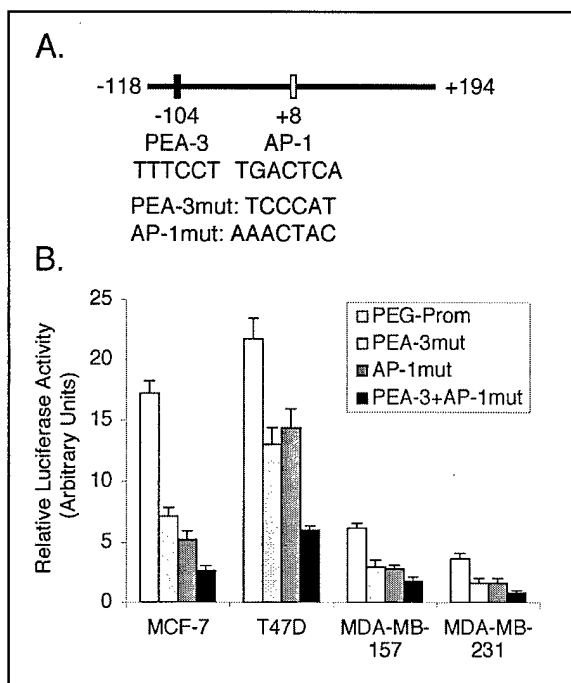 A.
-118 +194
-104 +8
PEA-3 AP-1
TTTCCT TGACTCA
PEA-3mut: TCCCAT
AP-1mut: AAACTAC
B.
Relative Luciferase Activity
(Arbitrary Units)
25
20
15
10
5
0
PEG-Prom
PEA-3mut
AP-1mut
PEA-3+AP-1mut
MCF-7 T47D MDA-MB- MDA-MB-
157 231